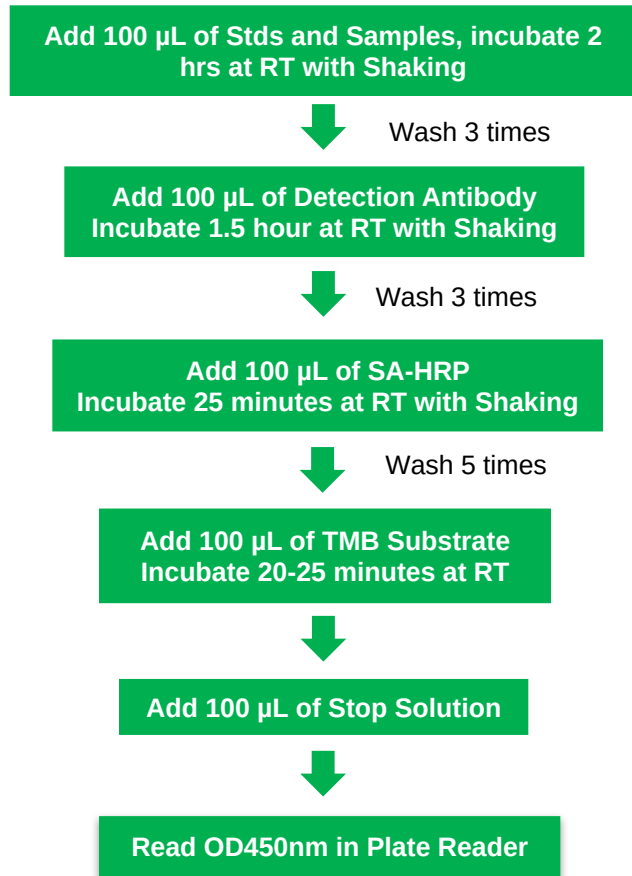 Add 100 µL of Stds and Samples, incubate 2
hrs at RT with Shaking
Wash 3 times
Add 100 µL of Detection Antibody
Incubate 1.5 hour at RT with Shaking
Wash 3 times
Add 100 µL of SA-HRP
Incubate 25 minutes at RT with Shaking
Wash 5 times
Add 100 µL of TMB Substrate
Incubate 20-25 minutes at RT
Add 100 µL of Stop Solution
Read OD450nm in Plate Reader